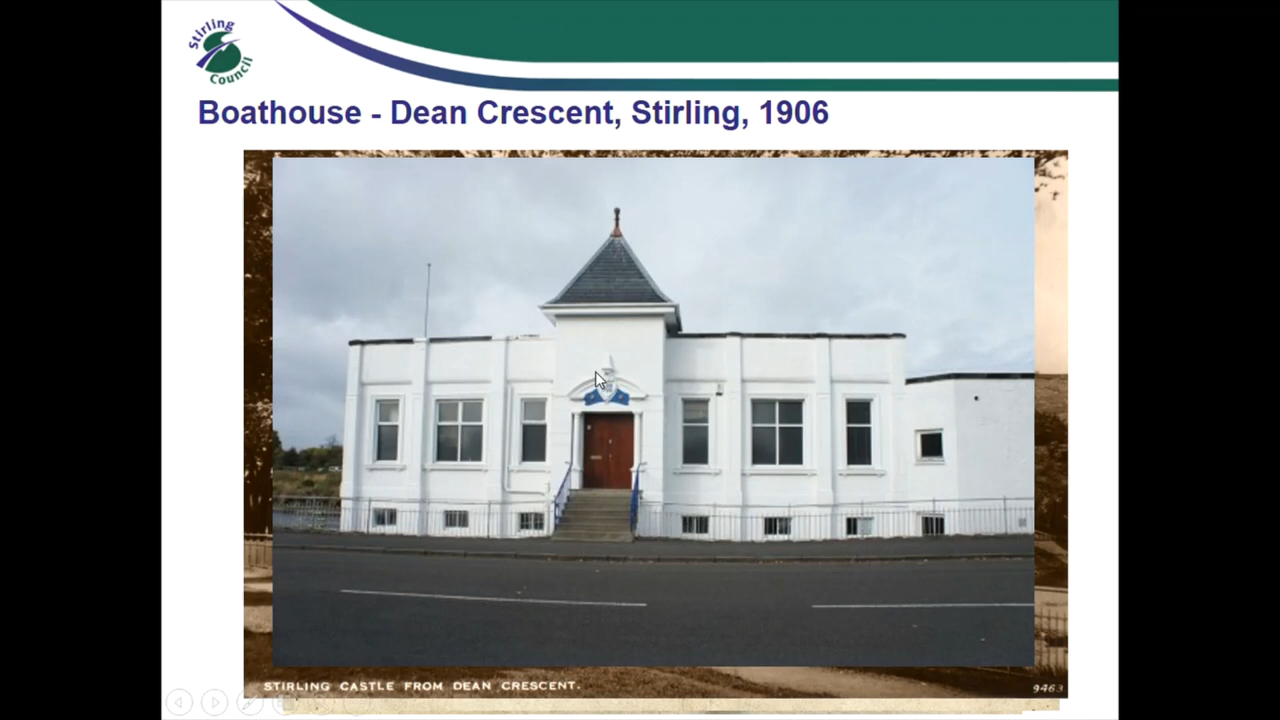 Stirling
Council
Boathouse - Dean Crescent, Stirling, 1906
STIRLING CASTLE FROM DEAN CRESCENT.
9463